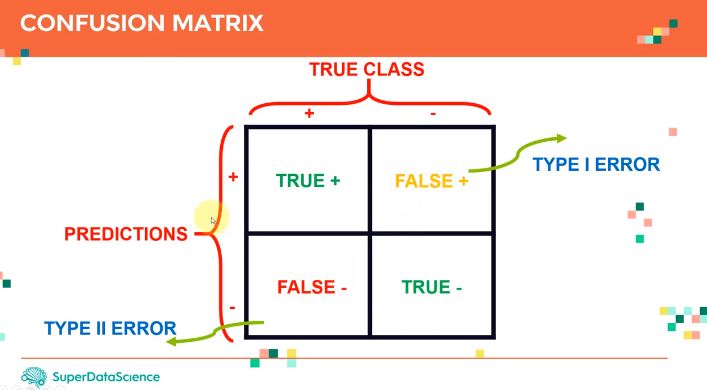 CONFUSION MATRIX
TRUE CLASS
+ -
+ TRUE + FALSE + TYPE I ERROR
PREDICTIONS
- FALSE - TRUE -
TYPE II ERROR
SuperDataScience